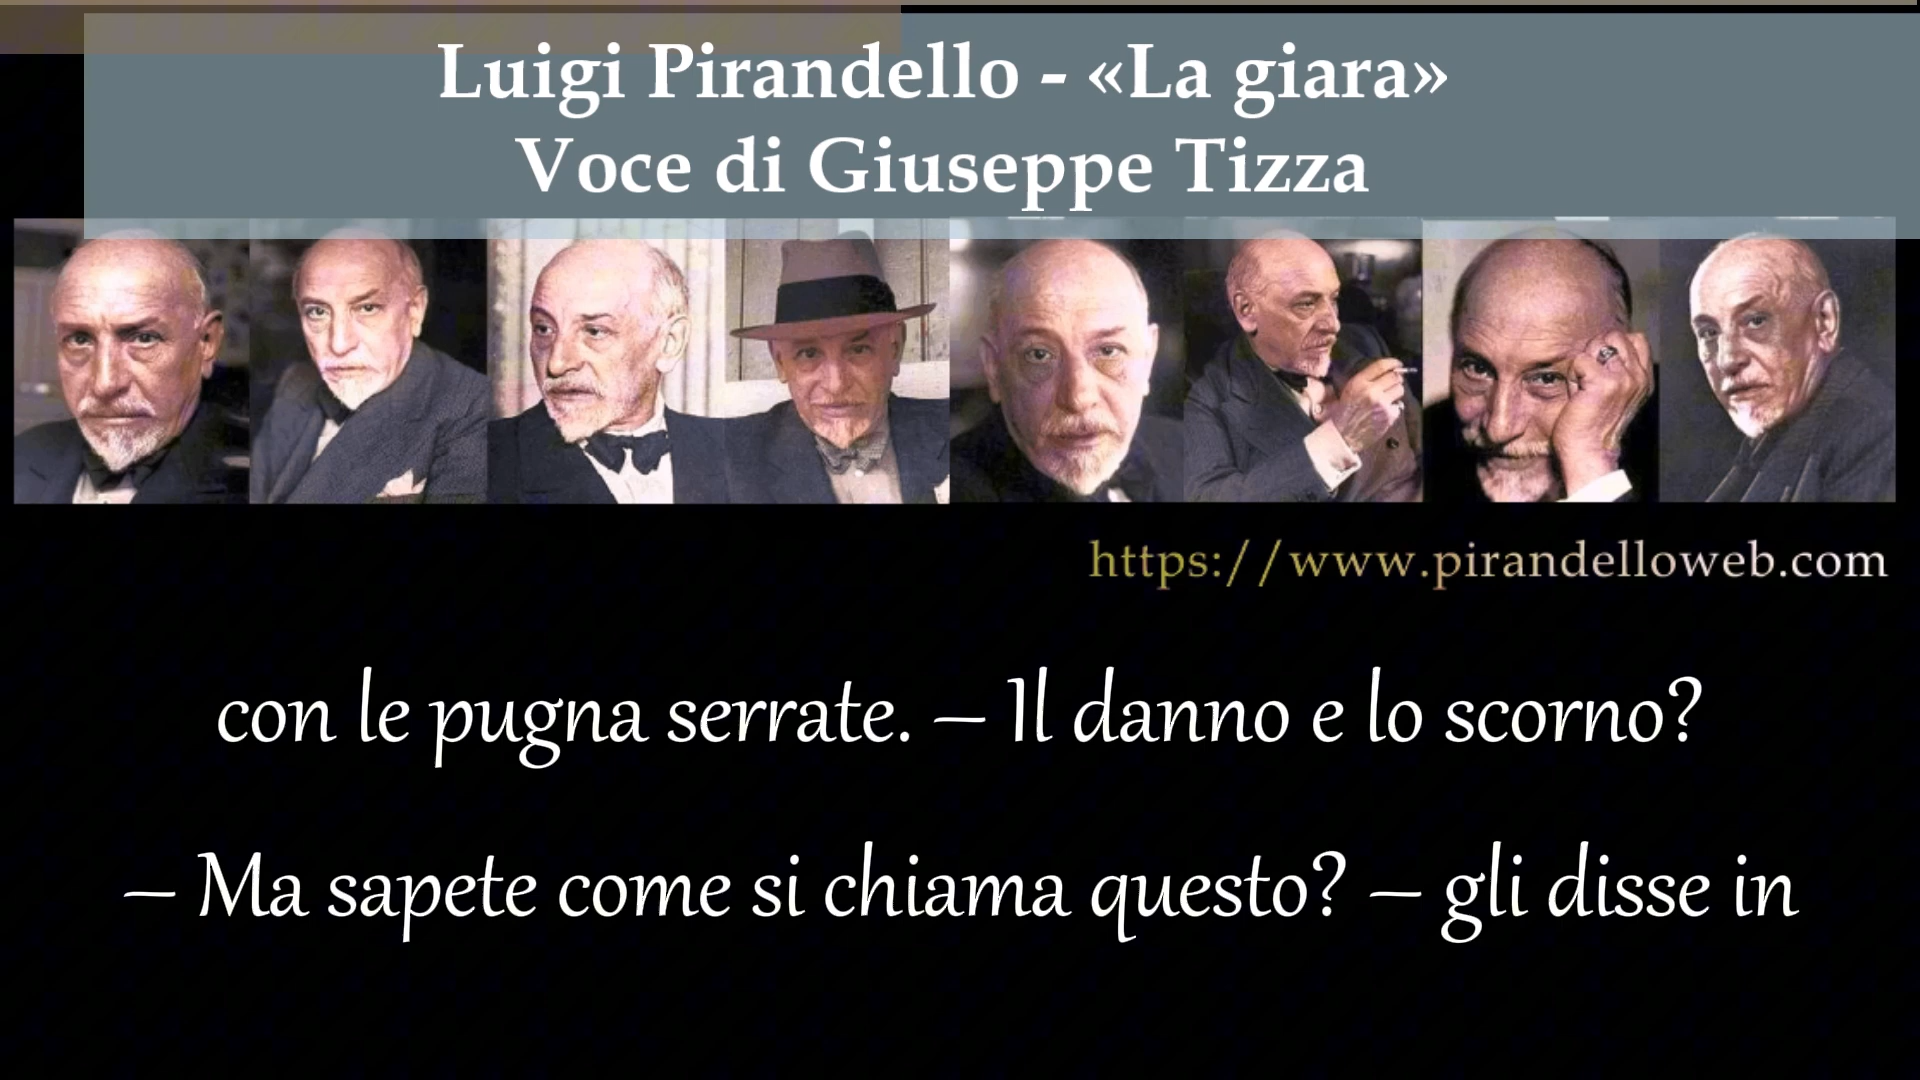 Luigi Pirandello - «La giara»
Voce di Giuseppe Tizza
https://www.pirandelloweb.com
con le pugna serrate. – Il danno e lo scorno?
– Ma sapete come si chiama questo? – gli disse in